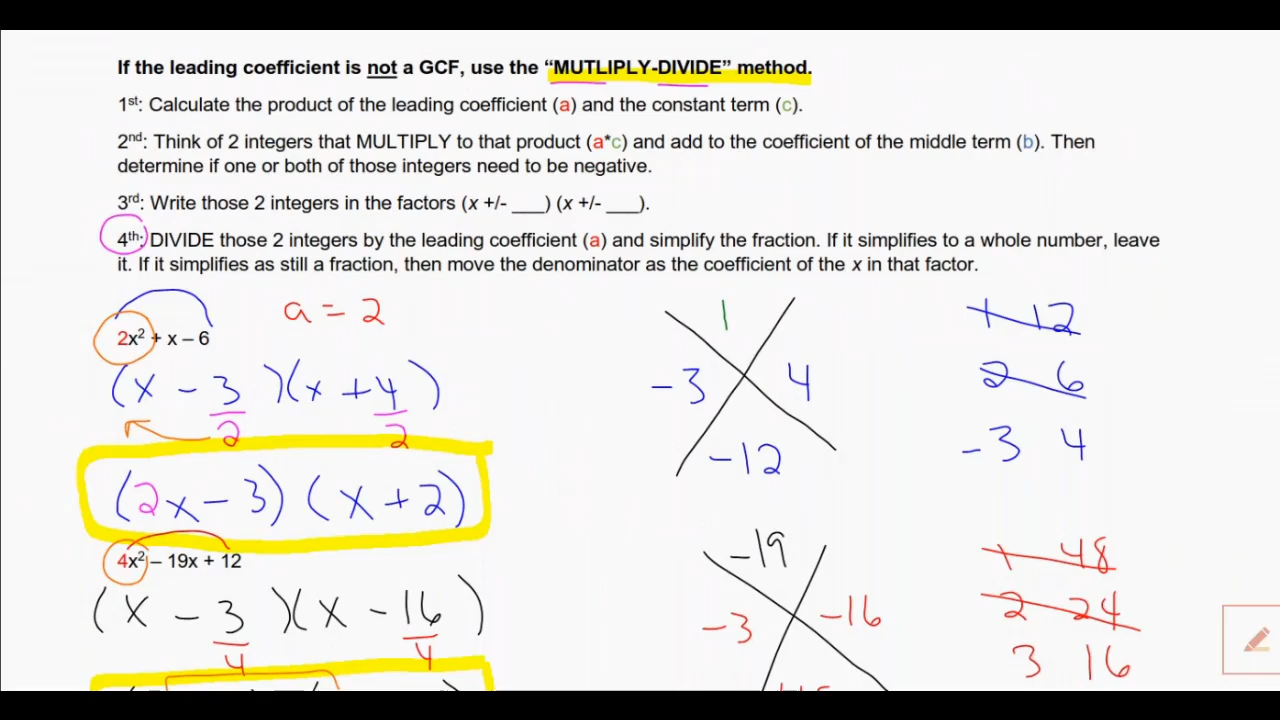 If the leading coefficient is not a GCF, use the “MUTLIPLY-DIVIDE” method.
1st: Calculate the product of the leading coefficient (a) and the constant term (c).
2nd: Think of 2 integers that MULTIPLY to that product (a*c) and add to the coefficient of the middle term (b). Then
determine if one or both of those integers need to be negative.
3rd: Write those 2 integers in the factors (x +/- ___) (x +/- ___).
4th: DIVIDE those 2 integers by the leading coefficient (a) and simplify the fraction. If it simplifies to a whole number, leave
it. If it simplifies as still a fraction, then move the denominator as the coefficient of the x in that factor.
a = 2
2x² + x – 6
(x - 3/2)(x + 4/2)
(2x - 3)(x + 2)
1
-3 4
-12
1 12
2 6
-3 4
4x² – 19x + 12
(x - 3/4)(x - 16/4)
-19
-3 -16
1 48
2 24
3 16